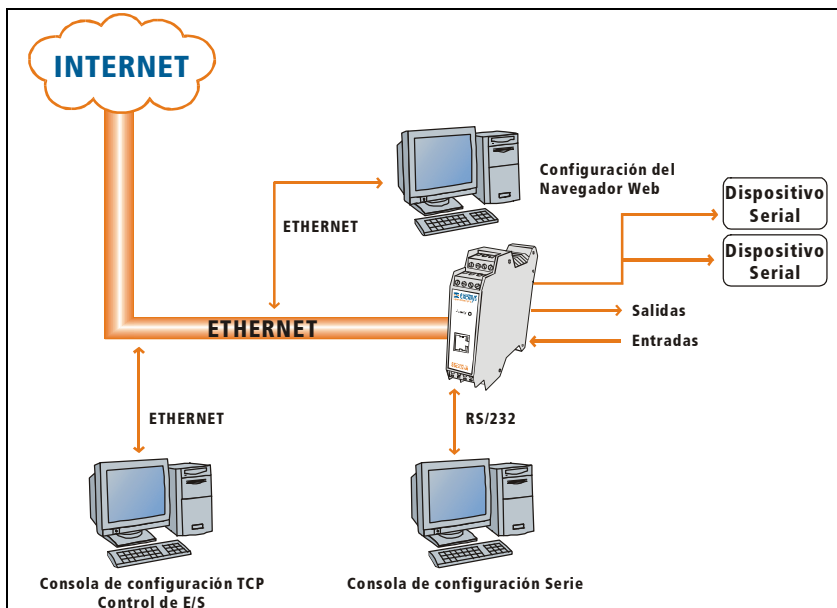 INTERNET
Configuración del
Navegador Web
Dispositivo
Serial
Dispositivo
Serial
ETHERNET
Salidas
ETHERNET
Entradas
ETHERNET
RS/232
Consola de configuración TCP
Control de E/S
Consola de configuración Serie